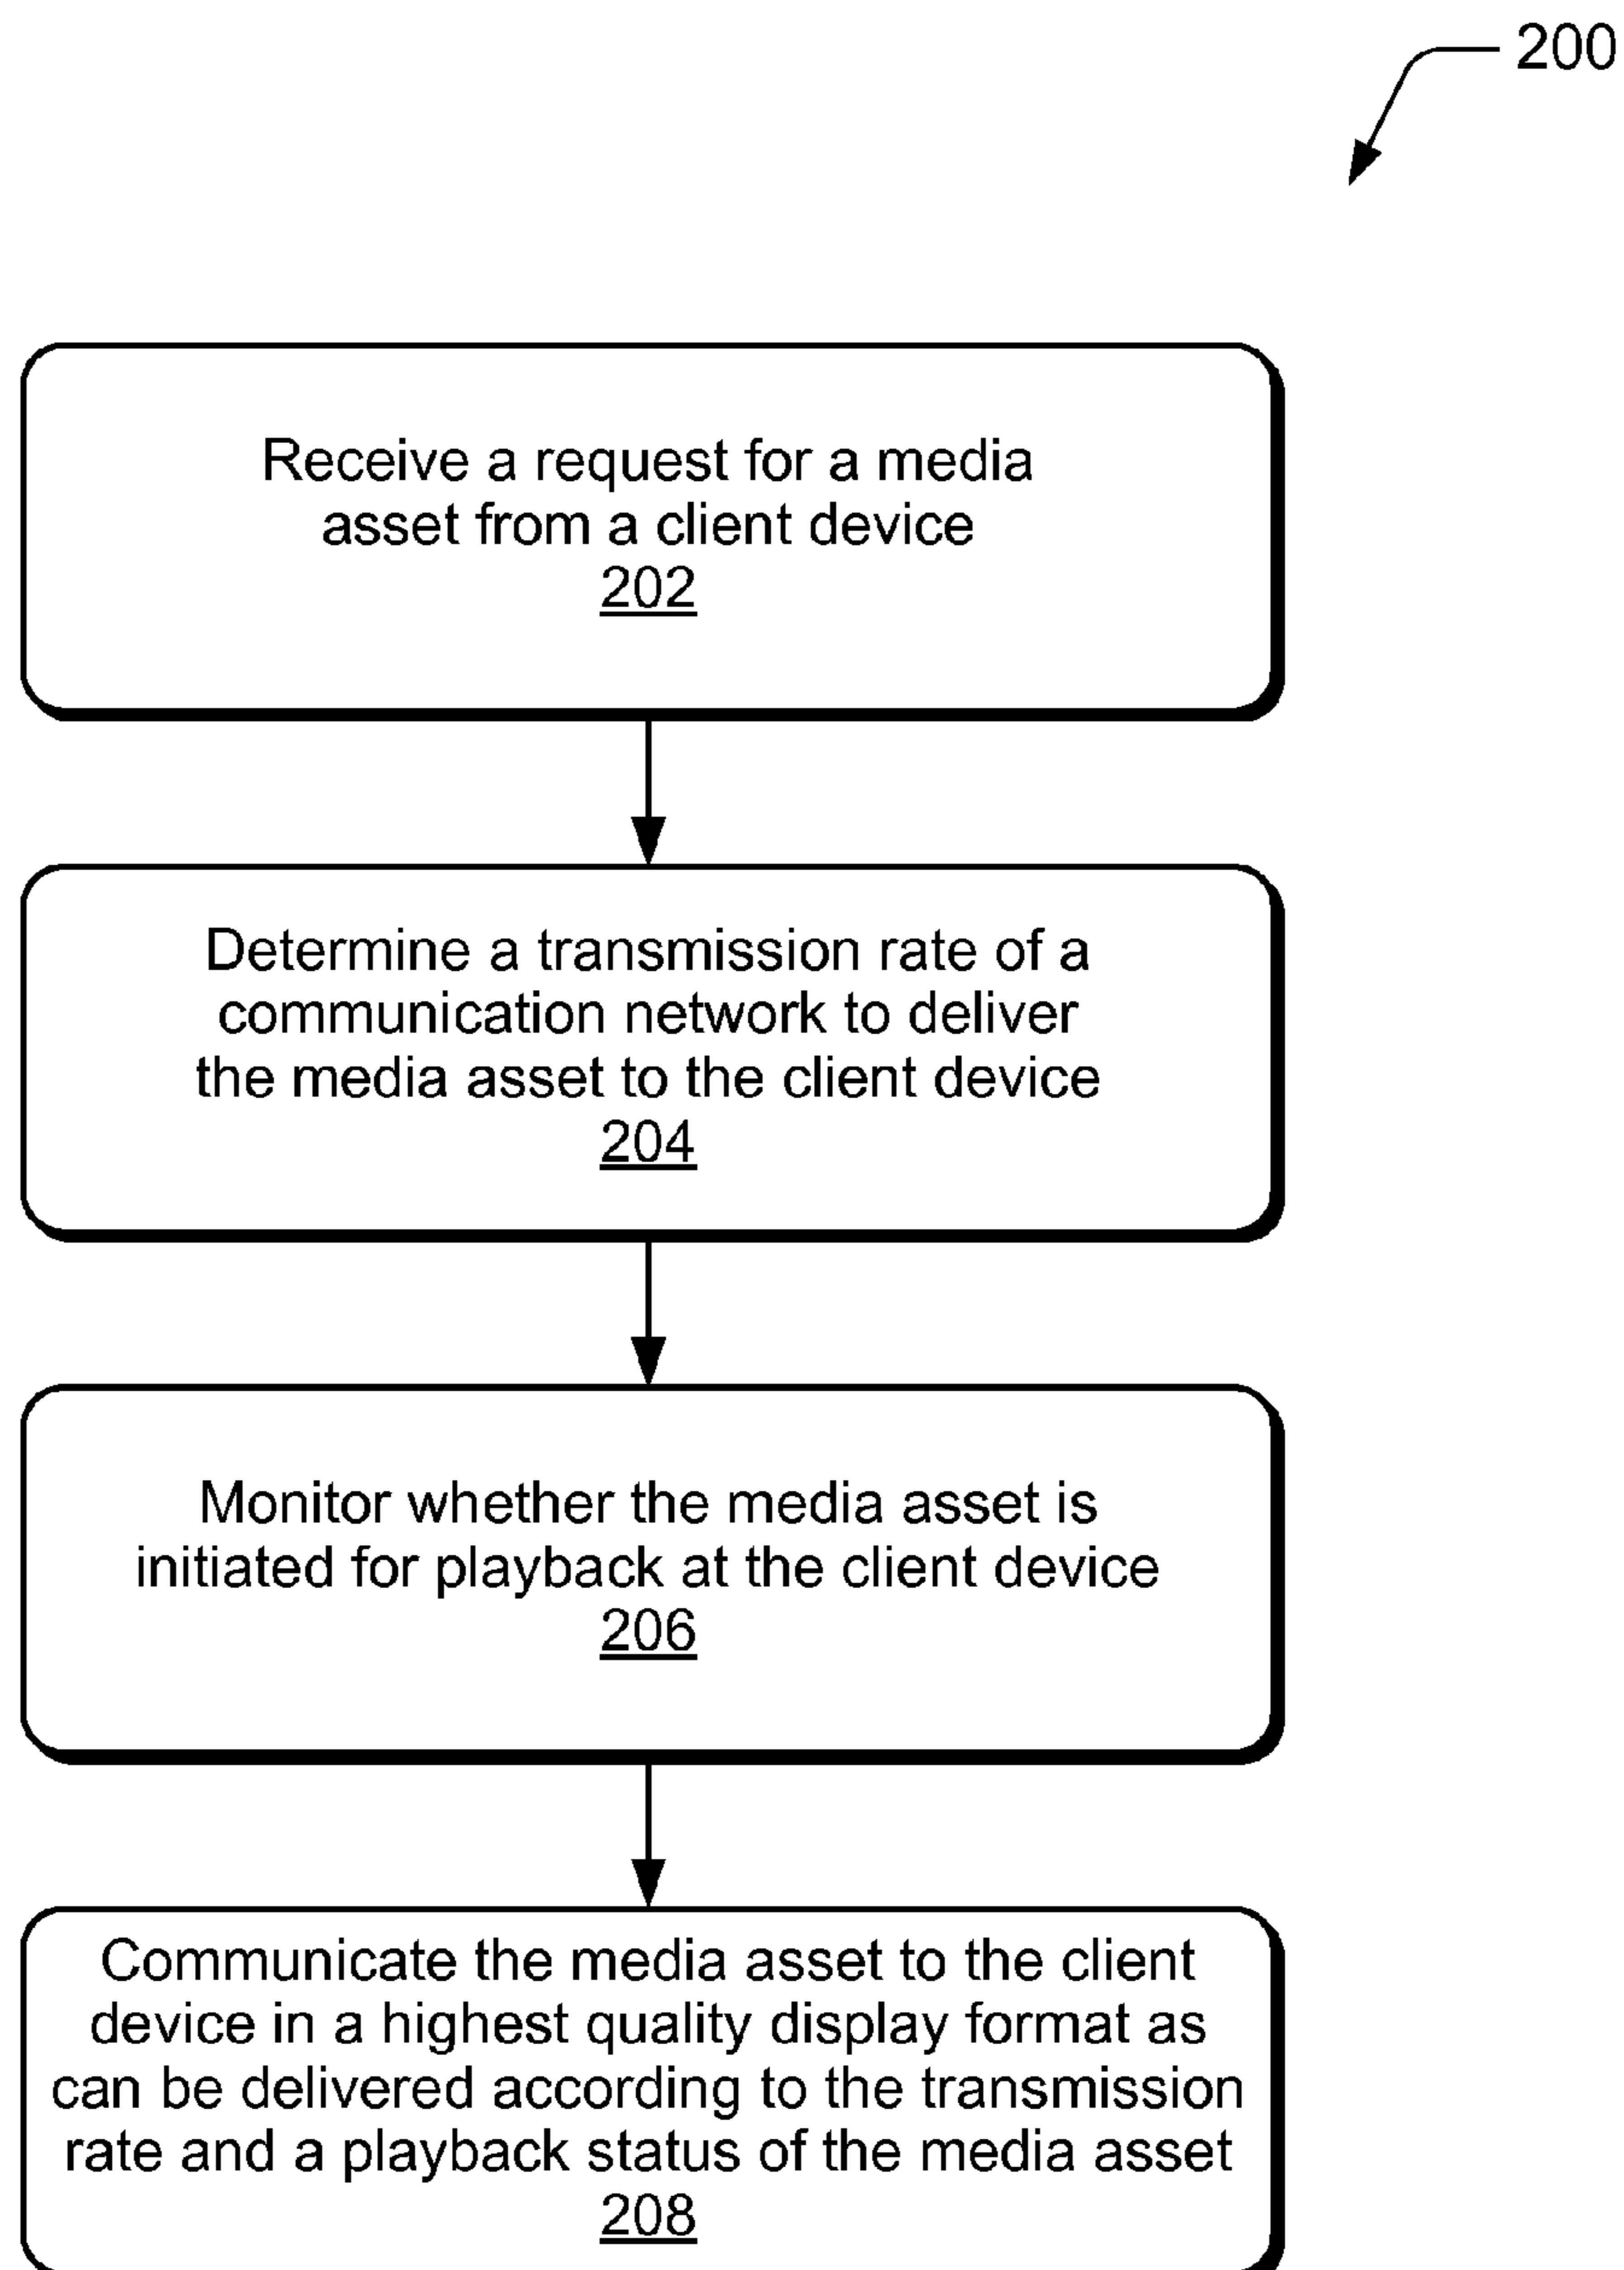 200
Receive a request for a media
asset from a client device
202
Determine a transmission rate of a
communication network to deliver
the media asset to the client device
204
Monitor whether the media asset is
initiated for playback at the client device
206
Communicate the media asset to the client
device in a highest quality display format as
can be delivered according to the transmission
rate and a playback status of the media asset
208